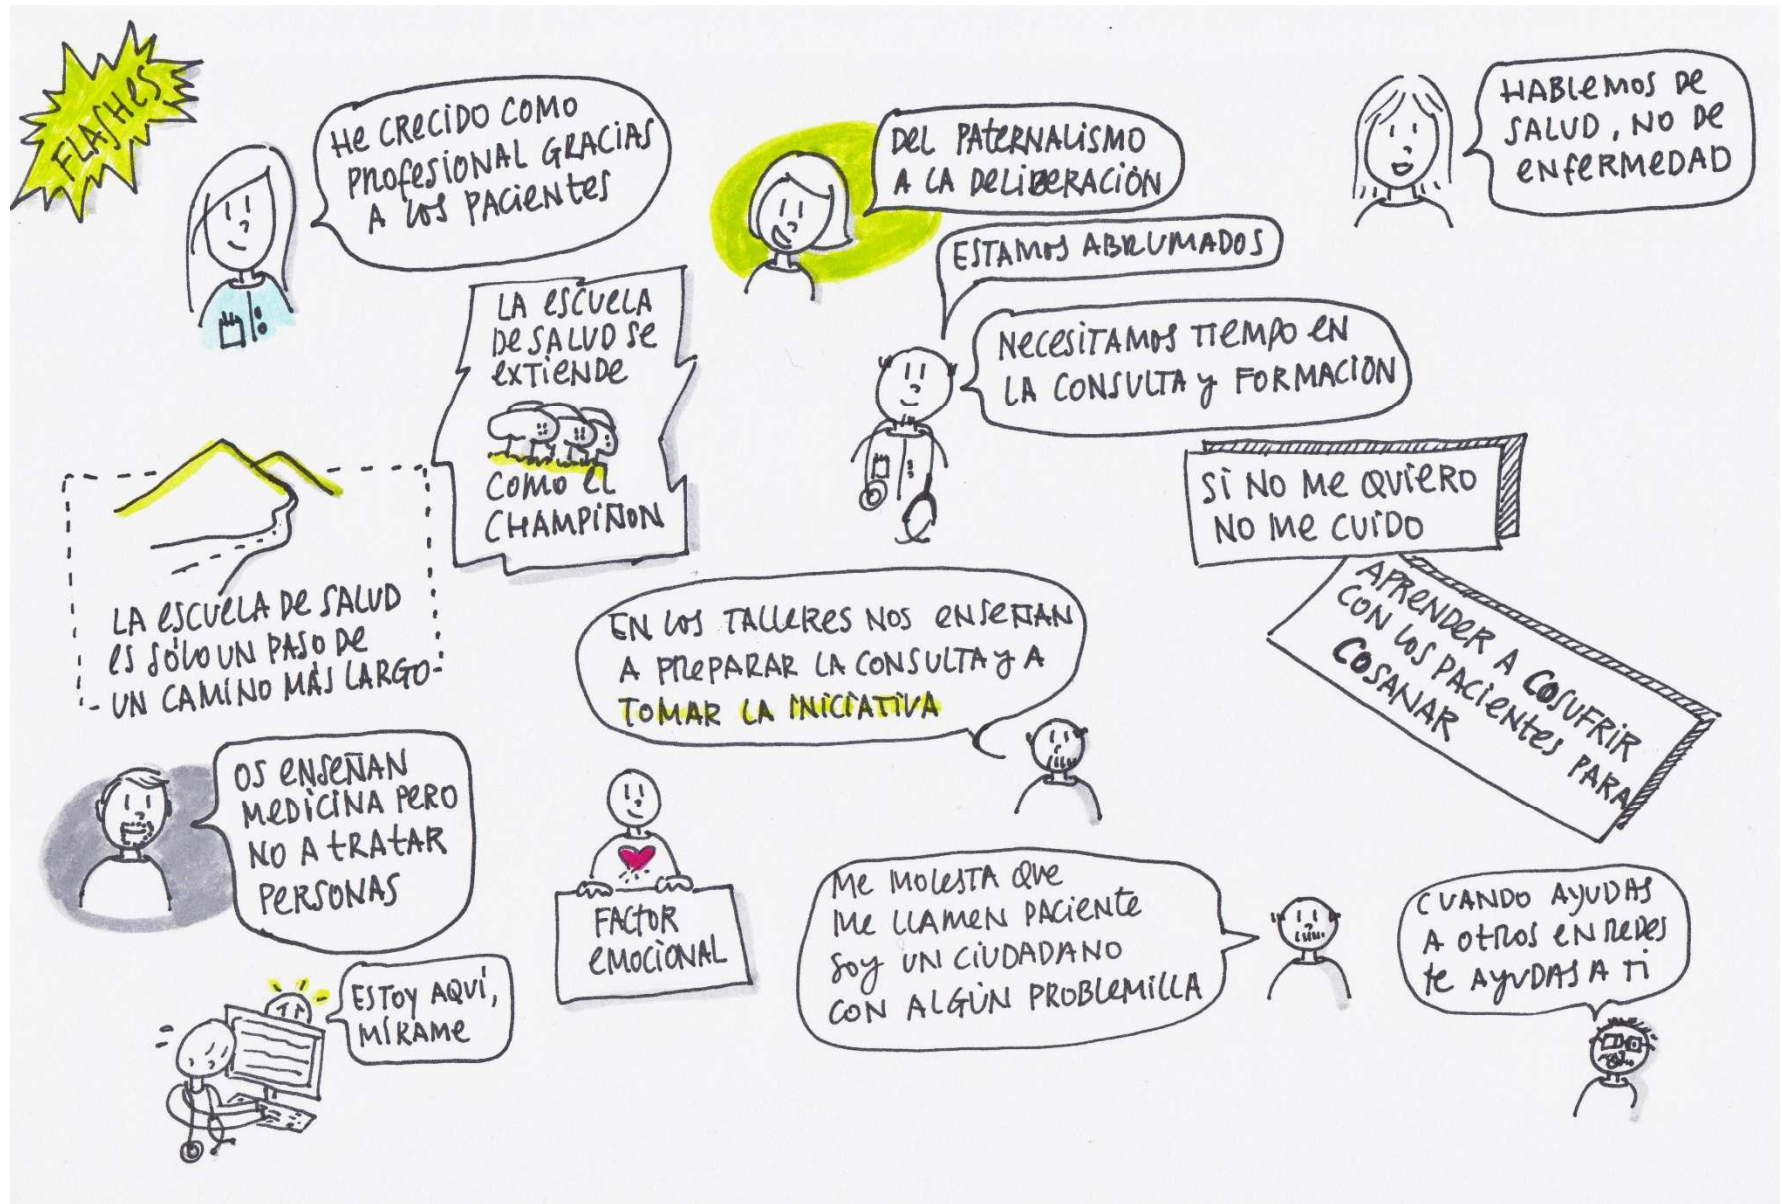 FLASHES
HE CRECIDO COMO
PROFESIONAL GRACIAS
A LOS PACIENTES
DEL PATERNALISMO
A LA DELIBERACIÓN
HABLEMOS DE
SALUD, NO DE
ENFERMEDAD
ESTAMOS ABRUMADOS
NECESITAMOS TIEMPO EN
LA CONSULTA Y FORMACIÓN
LA ESCUELA
DE SALUD SE
EXTIENDE
COMO EL
CHAMPIÑON
SI NO ME QUIERO
NO ME CUIDO
APRENDER A COSUFRIR
CON LOS PACIENTES PARA
COSANAR
LA ESCUELA DE SALUD
ES SÓLO UN PASO DE
UN CAMINO MÁS LARGO
EN LOS TALLERES NOS ENSEÑAN
A PREPARAR LA CONSULTA Y A
TOMAR LA INICIATIVA
OS ENSEÑAN
MEDICINA PERO
NO A TRATAR
PERSONAS
FACTOR
EMOCIONAL
ME MOLESTA QUE
ME LLAMEN PACIENTE
SOY UN CIUDADANO
CON ALGÚN PROBLEMILLA
CUANDO AYUDAS
A OTROS EN REDES
TE AYUDAS A TI
ESTOY AQUÍ,
MÍRAME